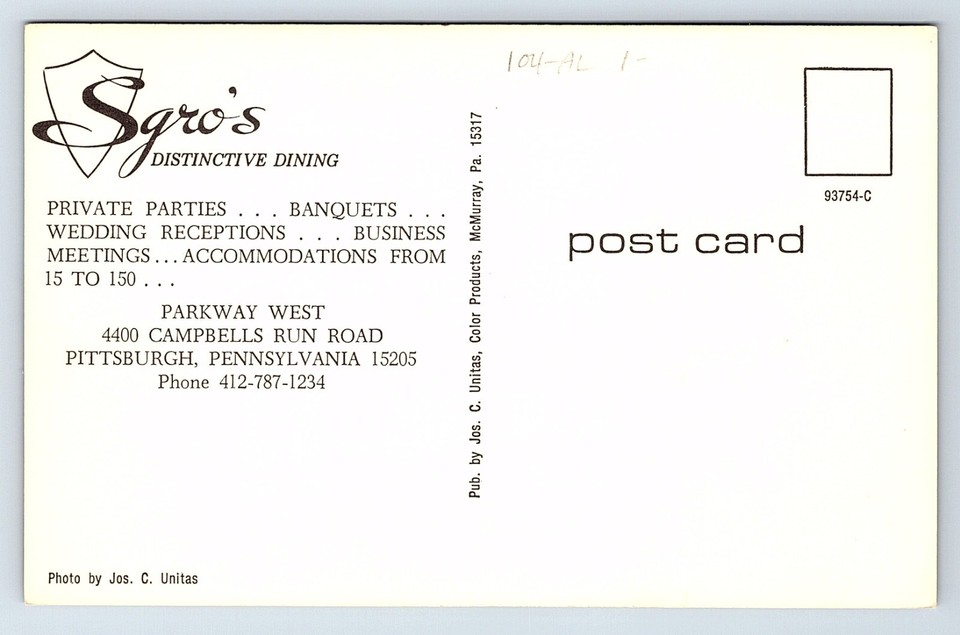 Sgro's
DISTINCTIVE DINING
PRIVATE PARTIES . . . BANQUETS . . .
WEDDING RECEPTIONS . . . BUSINESS
MEETINGS . . . ACCOMMODATIONS FROM
15 TO 150 . . .
PARKWAY WEST
4400 CAMPBELLS RUN ROAD
PITTSBURGH, PENNSYLVANIA 15205
Phone 412-787-1234
Photo by Jos. C. Unitas
Pub. by Jos. C. Unitas, Color Products, McMurray, Pa. 15317
104-AL 1-
93754-C
post card